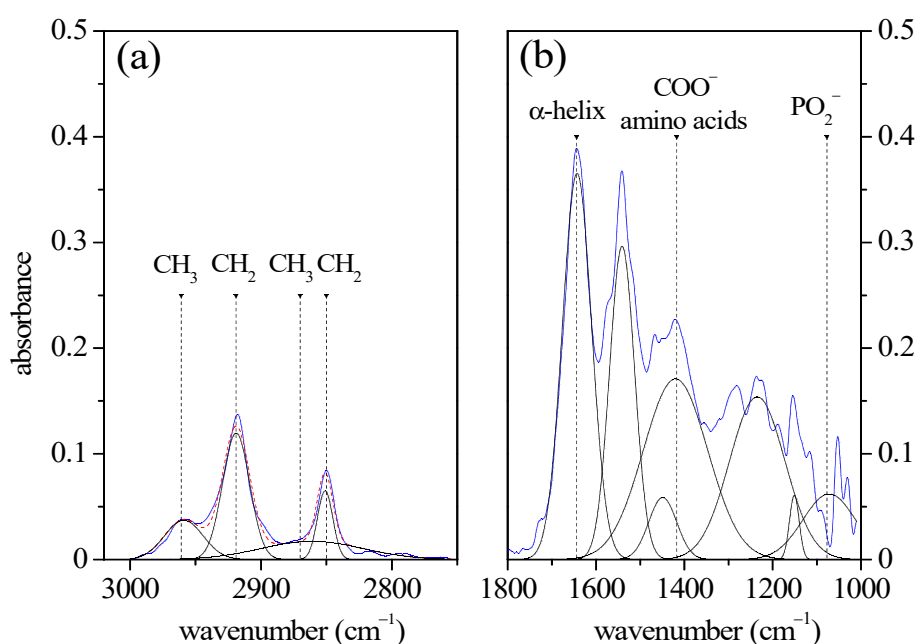 (a)
(b)
absorbance
0.5
0.4
0.3
0.2
0.1
0
CH₃ CH₂ CH₃ CH₂
3000 2900 2800
wavenumber (cm⁻¹)
α-helix
COO⁻
amino acids
PO₂⁻
0.5
0.4
0.3
0.2
0.1
0
1800 1600 1400 1200 1000
wavenumber (cm⁻¹)